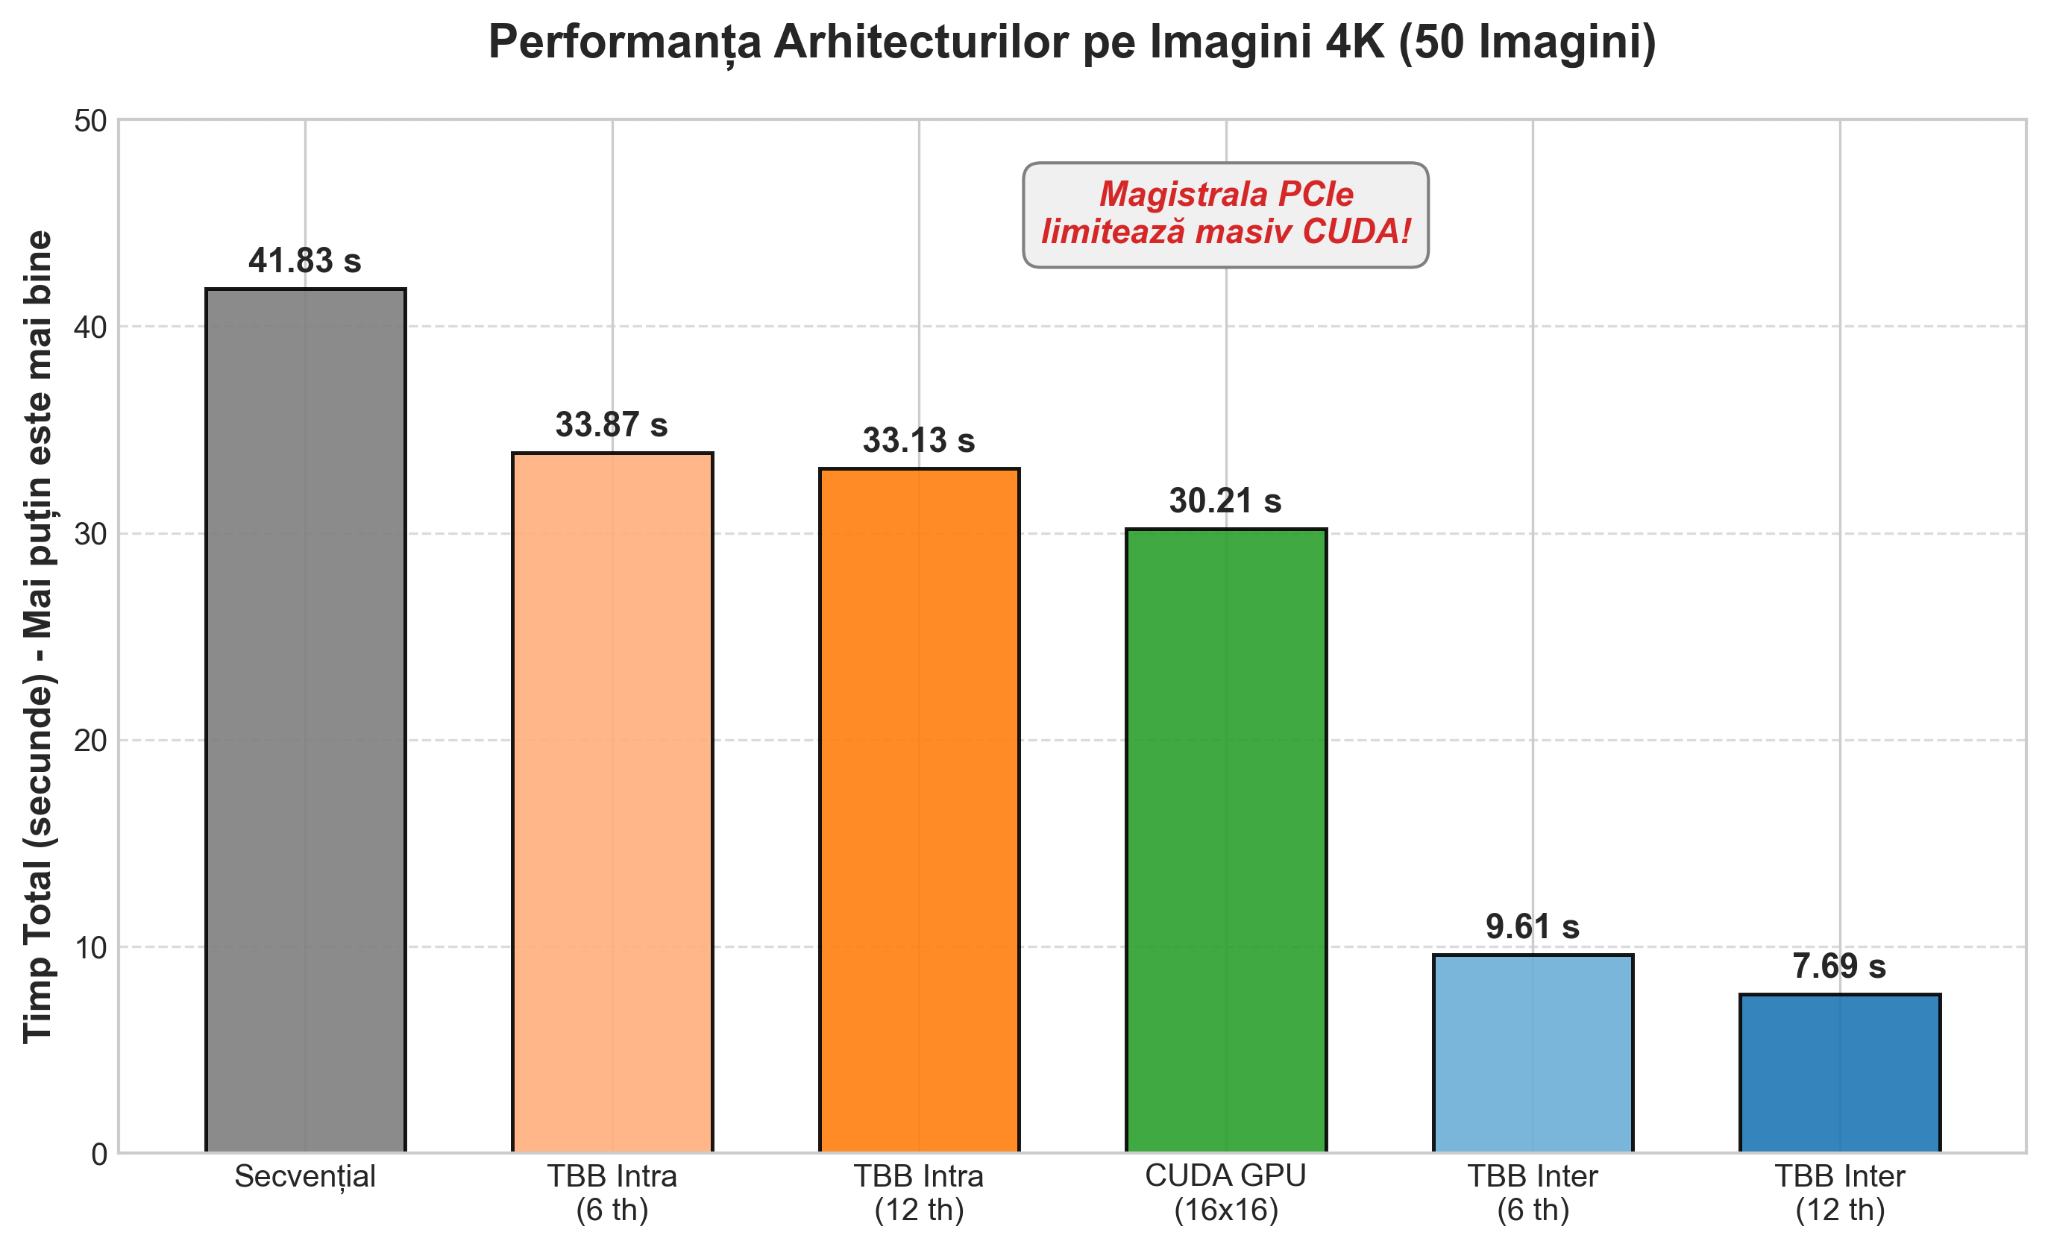 Performanța Arhitecturilor pe Imagini 4K (50 Imagini)
Timp Total (secunde) - Mai puțin este mai bine
50
40
30
20
10
0
Magistrala PCIe
limitează masiv CUDA!
41.83 s
33.87 s
33.13 s
30.21 s
9.61 s
7.69 s
Secvențial
TBB Intra
(6 th)
TBB Intra
(12 th)
CUDA GPU
(16x16)
TBB Inter
(6 th)
TBB Inter
(12 th)